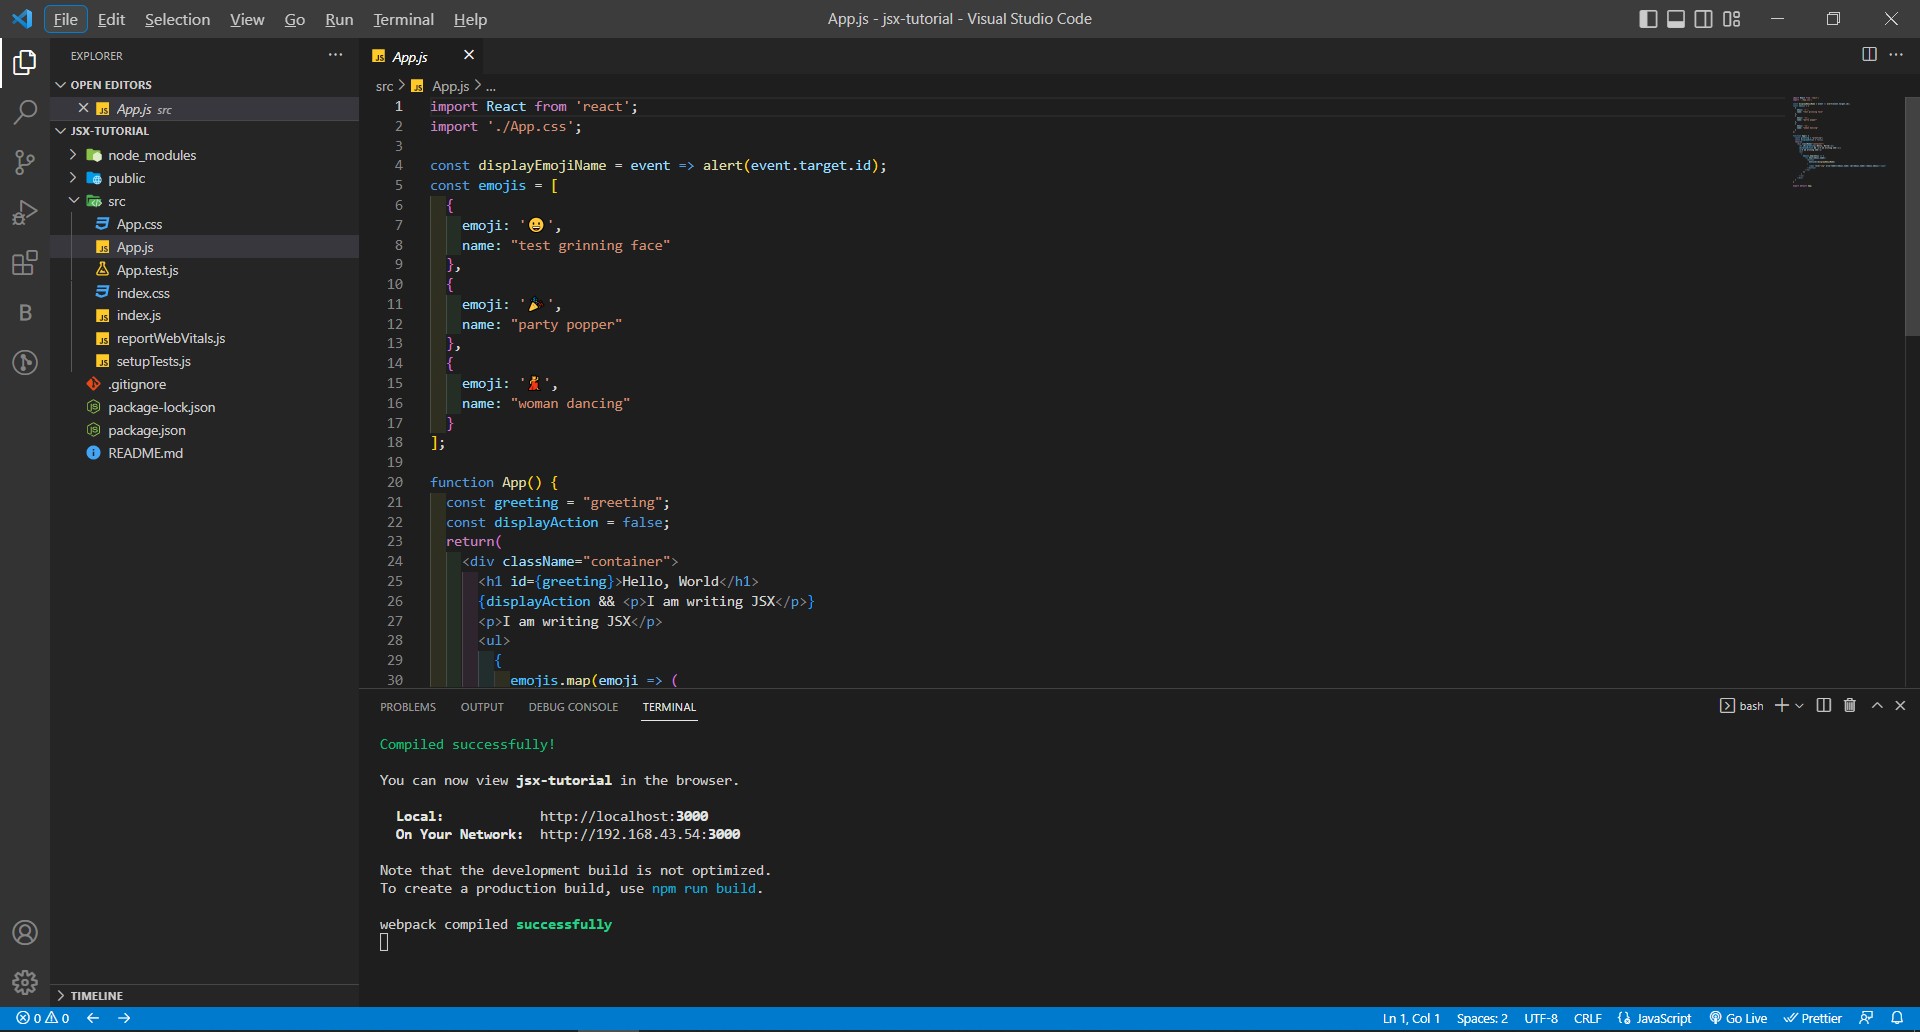 File Edit Selection View Go Run Terminal Help
App.js - jsx-tutorial - Visual Studio Code
EXPLORER
OPEN EDITORS
App.js src
JSX-TUTORIAL
node_modules
public
src
App.css
App.js
App.test.js
index.css
index.js
reportWebVitals.js
setupTests.js
.gitignore
package-lock.json
package.json
README.md
TIMELINE
App.js
src > App.js > ...
1 import React from 'react';
2 import './App.css';
3
4 const displayEmojiName = event => alert(event.target.id);
5 const emojis = [
6 {
7 emoji: '😀',
8 name: "test grinning face"
9 },
10 {
11 emoji: '🎉',
12 name: "party popper"
13 },
14 {
15 emoji: '💃',
16 name: "woman dancing"
17 }
18 ];
19
20 function App() {
21 const greeting = "greeting";
22 const displayAction = false;
23 return(
24 <div className="container">
25 <h1 id={greeting}>Hello, World</h1>
26 {displayAction && <p>I am writing JSX</p>}
27 <p>I am writing JSX</p>
28 <ul>
29 {
30 emojis.map(emoji => (
PROBLEMS OUTPUT DEBUG CONSOLE TERMINAL
bash
Compiled successfully!
You can now view jsx-tutorial in the browser.
Local: http://localhost:3000
On Your Network: http://192.168.43.54:3000
Note that the development build is not optimized.
To create a production build, use npm run build.
webpack compiled successfully
0 0
Ln 1, Col 1 Spaces: 2 UTF-8 CRLF {} JavaScript Go Live Prettier